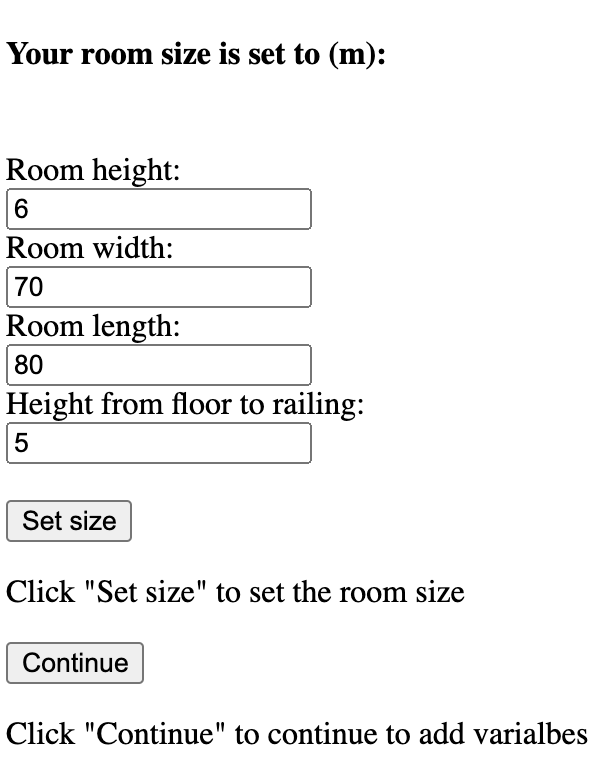 Your room size is set to (m):
Room height:
6
Room width:
70
Room length:
80
Height from floor to railing:
5
Set size
Click "Set size" to set the room size
Continue
Click "Continue" to continue to add varialbes